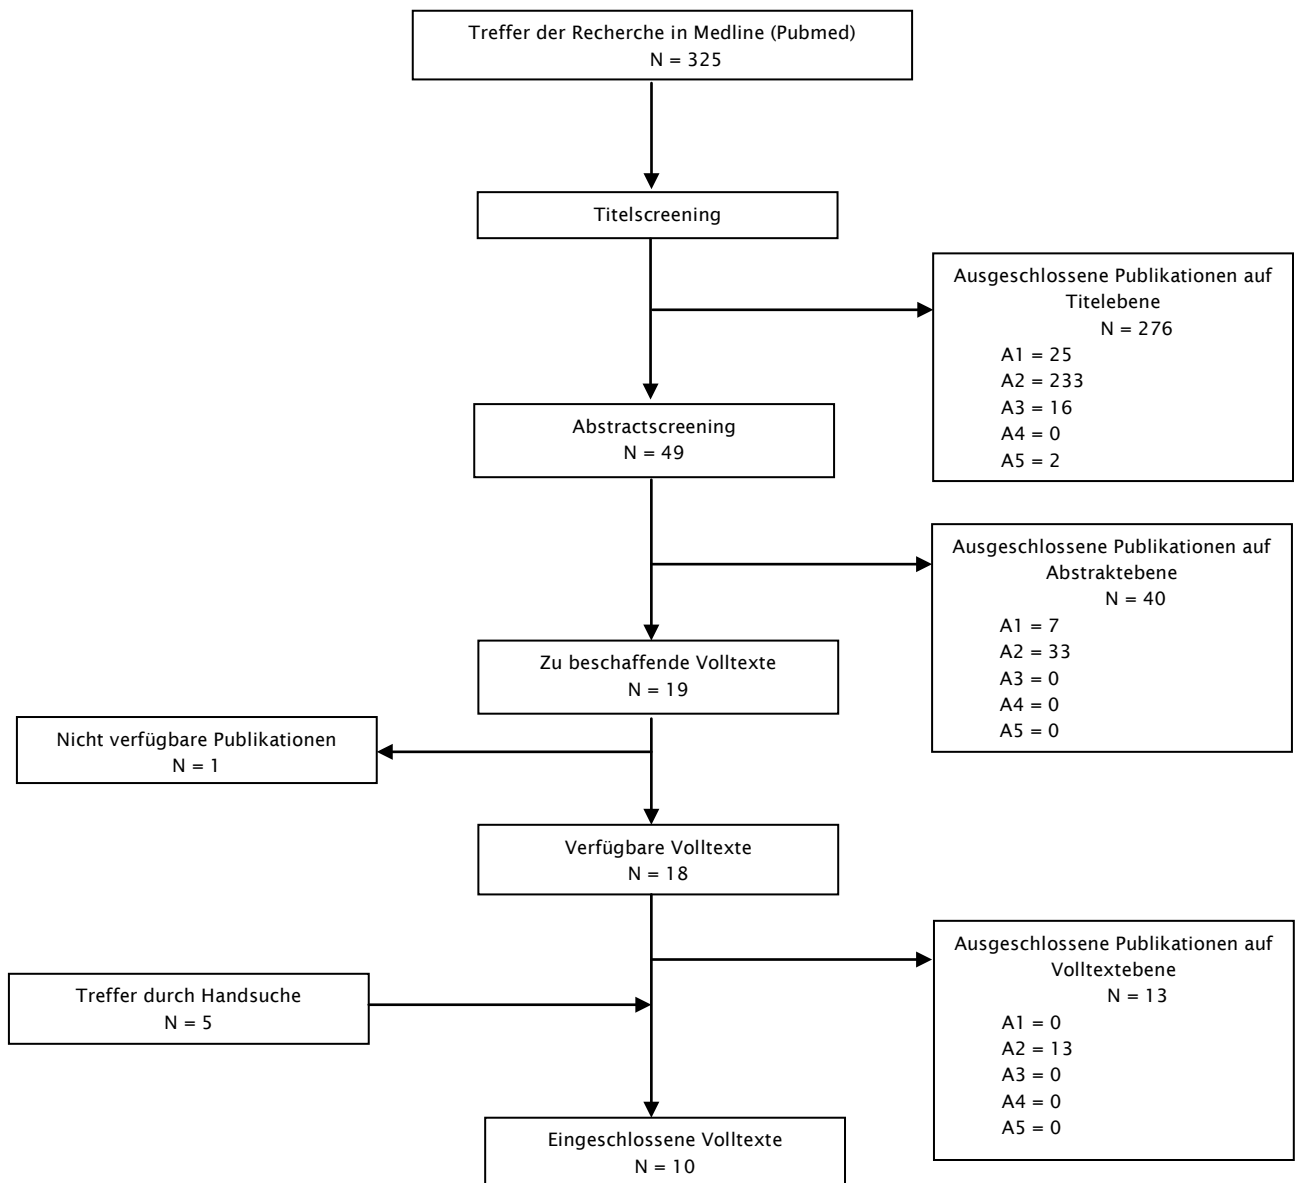 Treffer der Recherche in Medline (Pubmed)
N = 325
Titelscreening
Ausgeschlossene Publikationen auf
Titelebene
N = 276
A1 = 25
A2 = 233
A3 = 16
A4 = 0
A5 = 2
Abstractscreening
N = 49
Ausgeschlossene Publikationen auf
Abstraktebene
N = 40
A1 = 7
A2 = 33
A3 = 0
A4 = 0
A5 = 0
Zu beschaffende Volltexte
N = 19
Nicht verfügbare Publikationen
N = 1
Verfügbare Volltexte
N = 18
Ausgeschlossene Publikationen auf
Volltextebene
N = 13
A1 = 0
A2 = 13
A3 = 0
A4 = 0
A5 = 0
Treffer durch Handsuche
N = 5
Eingeschlossene Volltexte
N = 10